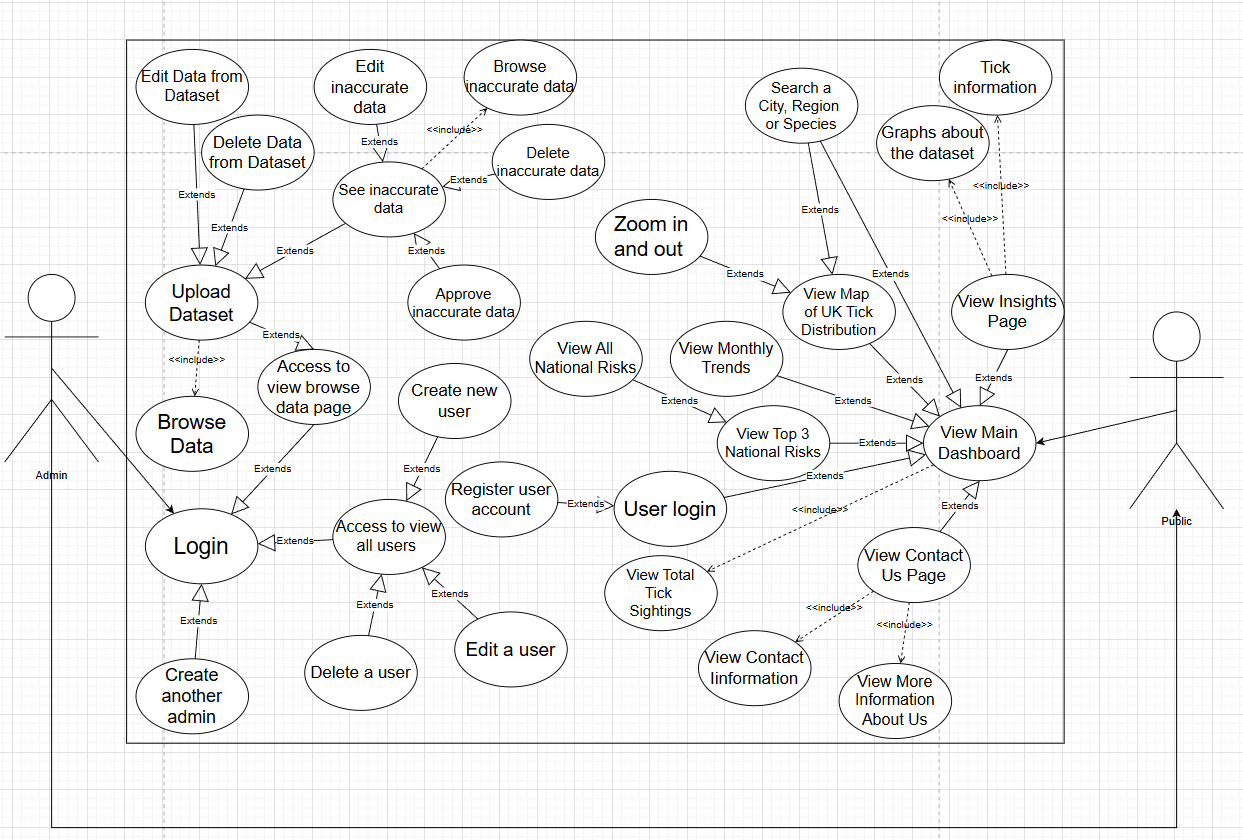 Edit Data from
Dataset
Edit
inaccurate
data
Browse
inaccurate data
Search a
City, Region
or Species
Tick
information
Delete Data
from Dataset
Extends
<<include>>
Delete
inaccurate data
Graphs about
the dataset
Extends
See inaccurate
data
Extends
Extends
<<include>>
Zoom in
and out
Extends
<<include>>
Extends
Extends
Extends
Extends
Extends
Upload
Dataset
Approve
inaccurate data
View Map
of UK Tick
Distribution
View Insights
Page
Extends
<<include>>
Access to
view browse
data page
View All
National Risks
View Monthly
Trends
Extends
Extends
Create new
user
Extends
Extends
Browse
Data
View Top 3
National Risks
Extends
View Main
Dashboard
Admin
Extends
Extends
Extends
Register user
account
Extends
User login
<<include>>
Extends
Public
Login
Extends
Access to view
all users
View Contact
Us Page
Extends
Extends
View Total
Tick
Sightings
<<include>>
Extends
<<include>>
Create
another
admin
Delete a user
Edit a user
View Contact
Iinformation
View More
Information
About Us